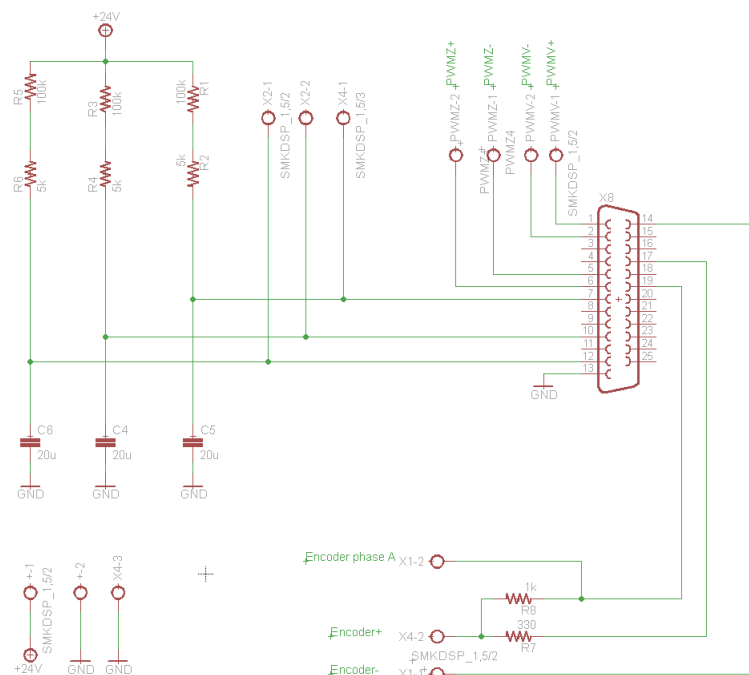 +24V
R5
100k
R3
100k
100k
R1
R6
5k
R4
5k
5k
R2
X2-1
SMKDSP_1,5/2
X2-2
X4-1
SMKDSP_1,5/3
PWMZ+
PWMZ-
PWMV-
PWMV+
PWMZ-2
PWMZ-1
PWMV-2
PWMV-1
PWMZ4
SMKDSP_1,5/2
X8
1
2
3
4
5
6
7
8
9
10
11
12
13
14
15
16
17
18
19
20
21
22
23
24
25
GND
C6
20u
GND
C4
20u
GND
C5
20u
GND
+-1
SMKDSP_1,5/2
+24V
+-2
GND
X4-3
GND
Encoder phase A
X1-2
1k
R8
Encoder+
X4-2
330
R7
SMKDSP_1,5/2
Encoder-
X1-1